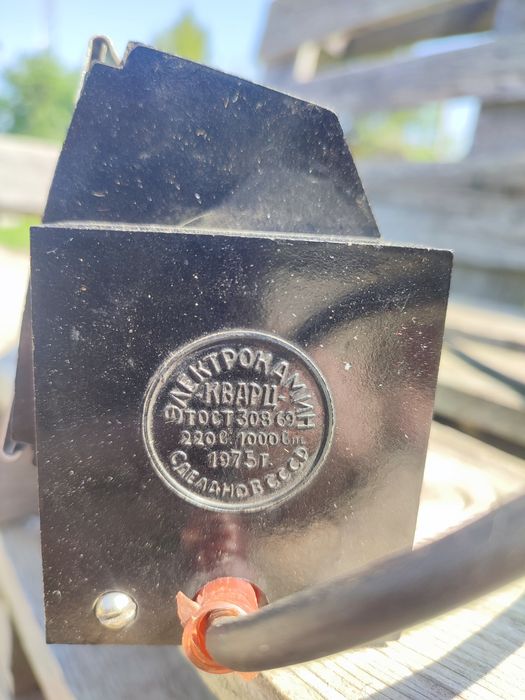 ЭЛЕКТРОКАМИН
"КВАРЦ"
ГОСТ 308-69
220 в. 1000 вт.
1975 г.
СДЕЛАНО В СССР